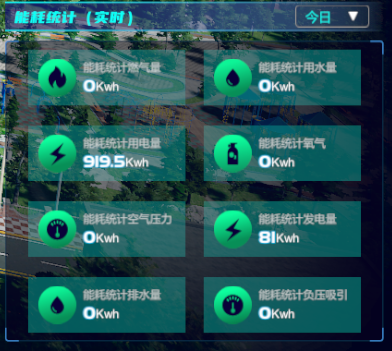 能耗统计（实时）
今日 ▼
能耗统计燃气量
0Kwh
能耗统计用水量
0Kwh
能耗统计用电量
919.5Kwh
能耗统计氧气
0Kwh
能耗统计空气压力
0Kwh
能耗统计发电量
81Kwh
能耗统计排水量
0Kwh
能耗统计负压吸引
0Kwh